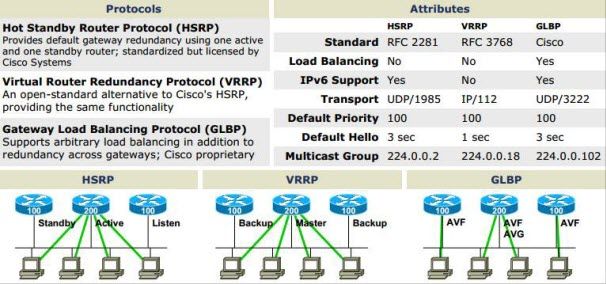 Protocols
Hot Standby Router Protocol (HSRP)
Provides default gateway redundancy using one active
and one standby router; standardized but licensed by
Cisco Systems
Virtual Router Redundancy Protocol (VRRP)
An open-standard alternative to Cisco's HSRP,
providing the same functionality
Gateway Load Balancing Protocol (GLBP)
Supports arbitrary load balancing in addition to
redundancy across gateways; Cisco proprietary
Attributes
HSRP VRRP GLBP
Standard RFC 2281 RFC 3768 Cisco
Load Balancing No No Yes
IPv6 Support Yes No Yes
Transport UDP/1985 IP/112 UDP/3222
Default Priority 100 100 100
Default Hello 3 sec 1 sec 3 sec
Multicast Group 224.0.0.2 224.0.0.18 224.0.0.102
HSRP
100 200 100
Standby Active Listen
VRRP
100 200 100
Backup Master Backup
GLBP
100 200 100
AVF AVF AVF
AVG